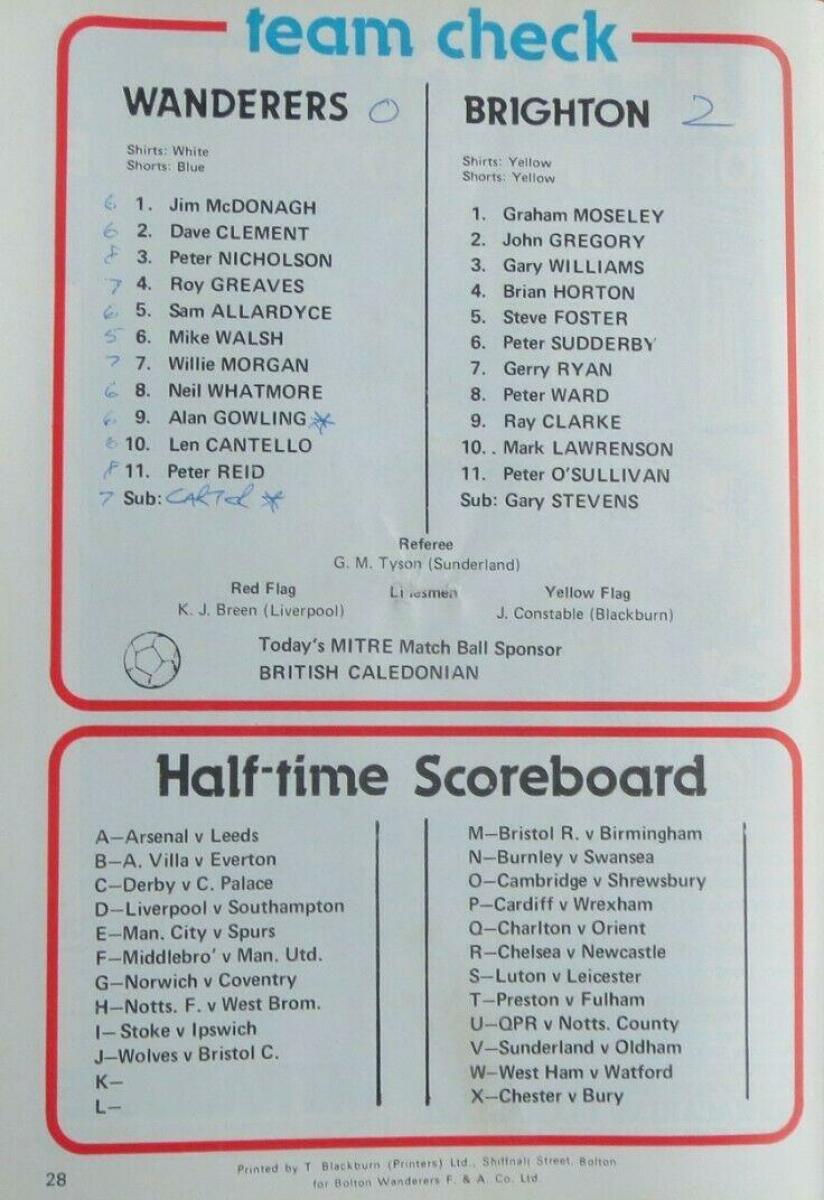 team check
WANDERERS 0
Shirts: White
Shorts: Blue
6 1. Jim McDONAGH
6 2. Dave CLEMENT
8 3. Peter NICHOLSON
7 4. Roy GREAVES
6 5. Sam ALLARDYCE
5 6. Mike WALSH
7 7. Willie MORGAN
6 8. Neil WHATMORE
6 9. Alan GOWLING *
10. Len CANTELLO
8 11. Peter REID
7 Sub: *
BRIGHTON 2
Shirts: Yellow
Shorts: Yellow
1. Graham MOSELEY
2. John GREGORY
3. Gary WILLIAMS
4. Brian HORTON
5. Steve FOSTER
6. Peter SUDDERBY
7. Gerry RYAN
8. Peter WARD
9. Ray CLARKE
10. . Mark LAWRENSON
11. Peter O'SULLIVAN
Sub: Gary STEVENS
Referee
G. M. Tyson (Sunderland)
Red Flag Linesmen Yellow Flag
K. J. Breen (Liverpool) J. Constable (Blackburn)
Today's MITRE Match Ball Sponsor
BRITISH CALEDONIAN
Half-time Scoreboard
A—Arsenal v Leeds
B—A. Villa v Everton
C—Derby v C. Palace
D—Liverpool v Southampton
E—Man. City v Spurs
F—Middlebro' v Man. Utd.
G—Norwich v Coventry
H—Notts. F. v West Brom.
I—Stoke v Ipswich
J—Wolves v Bristol C.
K—
L—
M—Bristol R. v Birmingham
N—Burnley v Swansea
O—Cambridge v Shrewsbury
P—Cardiff v Wrexham
Q—Charlton v Orient
R—Chelsea v Newcastle
S—Luton v Leicester
T—Preston v Fulham
U—QPR v Notts. County
V—Sunderland v Oldham
W—West Ham v Watford
X—Chester v Bury
28
Printed by T. Blackburn (Printers) Ltd., Shiffnall Street, Bolton
for Bolton Wanderers F. & A. Co. Ltd.